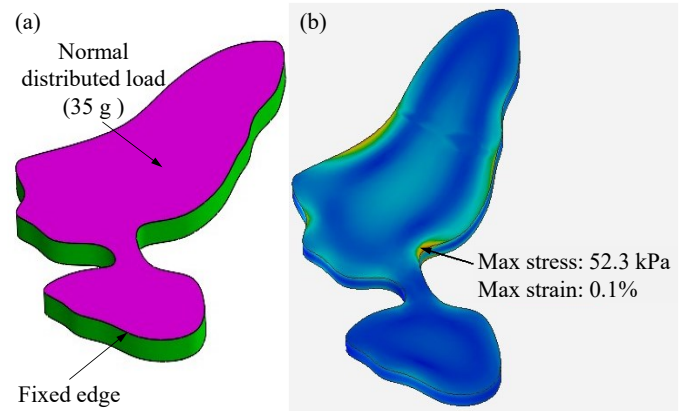 (a)
Normal
distributed load
(35 g )
Fixed edge
(b)
Max stress: 52.3 kPa
Max strain: 0.1%